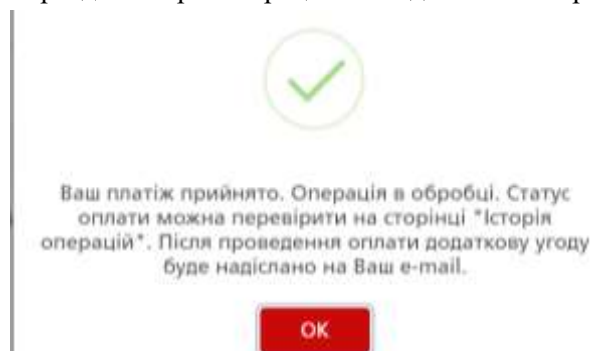 Ваш платіж прийнято. Операція в обробці. Статус
оплати можна перевірити на сторінці "Історія
операцій". Після проведення оплати додаткову угоду
буде надіслано на Ваш e-mail.
ОК